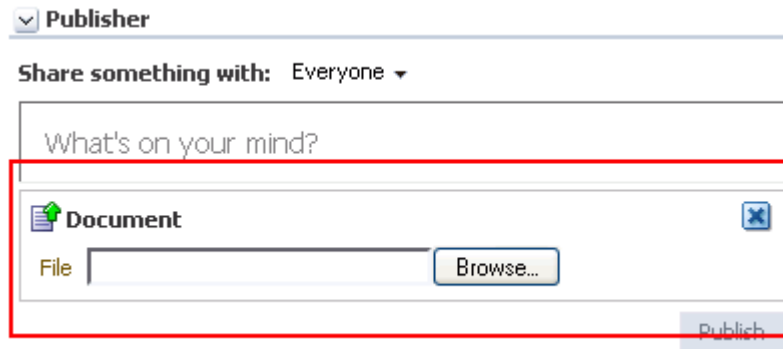 Publisher
Share something with: Everyone
What's on your mind?
Document
File Browse...
Publish